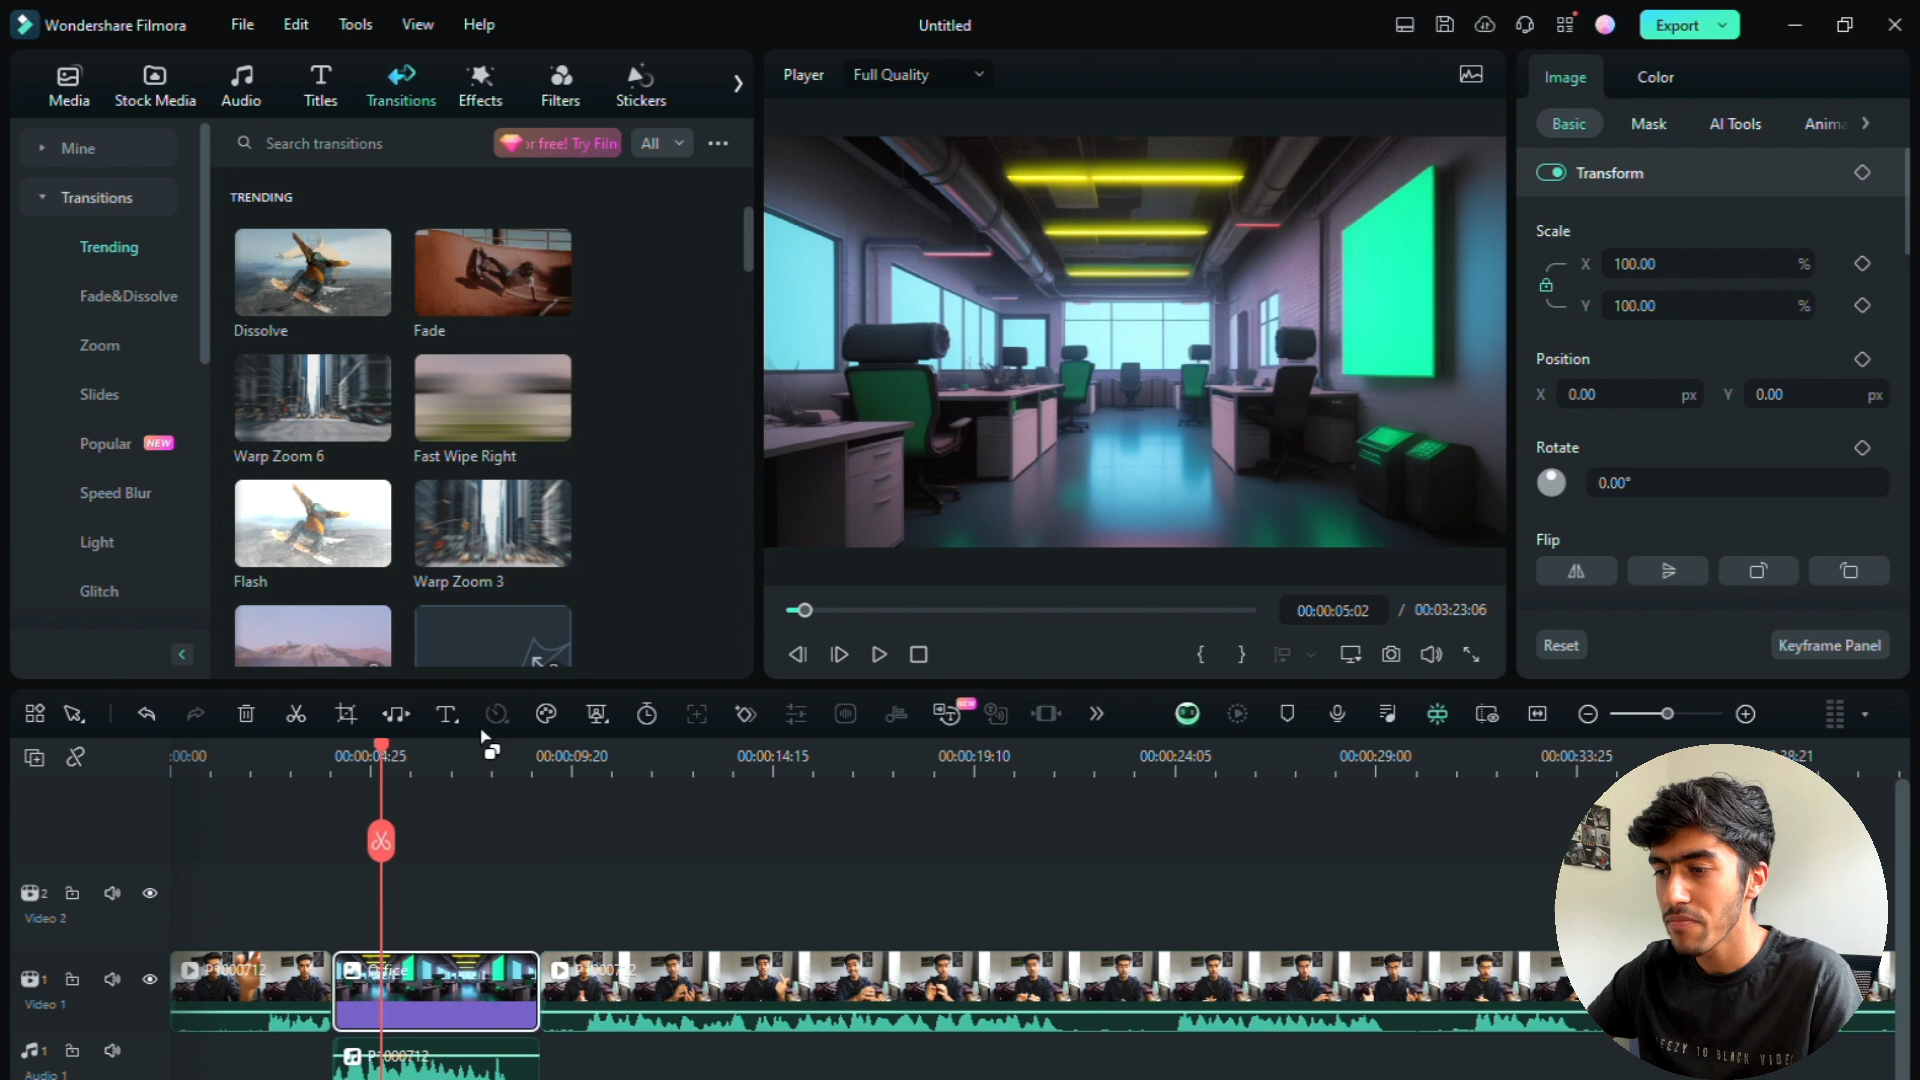 Wondershare Filmora
File
Edit
Tools
View
Help
Untitled
Export
Media
Stock Media
Audio
Titles
Transitions
Effects
Filters
Stickers
Player
Full Quality
Image
Color
Mine
Search transitions
or free! Try Film
All
Basic
Mask
AI Tools
Anima
Transitions
TRENDING
Transform
Trending
Fade&Dissolve
Zoom
Slides
Popular NEW
Speed Blur
Light
Glitch
Dissolve
Fade
Warp Zoom 6
Fast Wipe Right
Flash
Warp Zoom 3
Scale
X 100.00 %
Y 100.00 %
Position
X 0.00 px Y 0.00 px
Rotate
0.00°
Flip
00:00:05:02 / 00:03:23:06
Reset
Keyframe Panel
NEW
:00:00
00:00:04:25
00:00:09:20
00:00:14:15
00:00:19:10
00:00:24:05
00:00:29:00
00:00:33:25
38:21
2
Video 2
1
Video 1
P1000712
Office
P1000712
1
Audio 1
P1000712